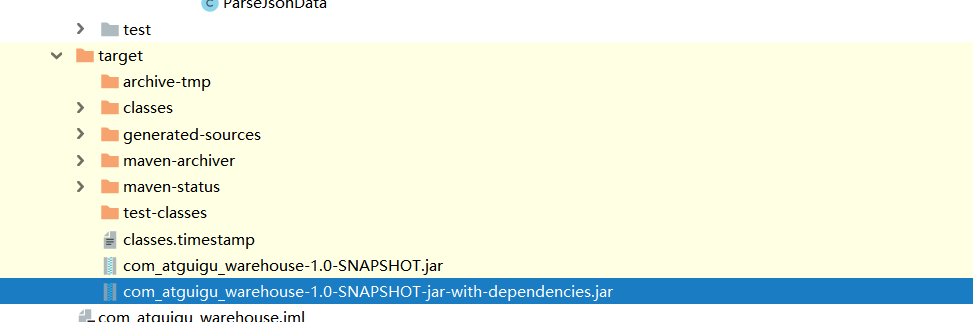 ParseJsonData
test
target
archive-tmp
classes
generated-sources
maven-archiver
maven-status
test-classes
classes.timestamp
com_atguigu_warehouse-1.0-SNAPSHOT.jar
com_atguigu_warehouse-1.0-SNAPSHOT-jar-with-dependencies.jar
com_atguigu_warehouse.iml